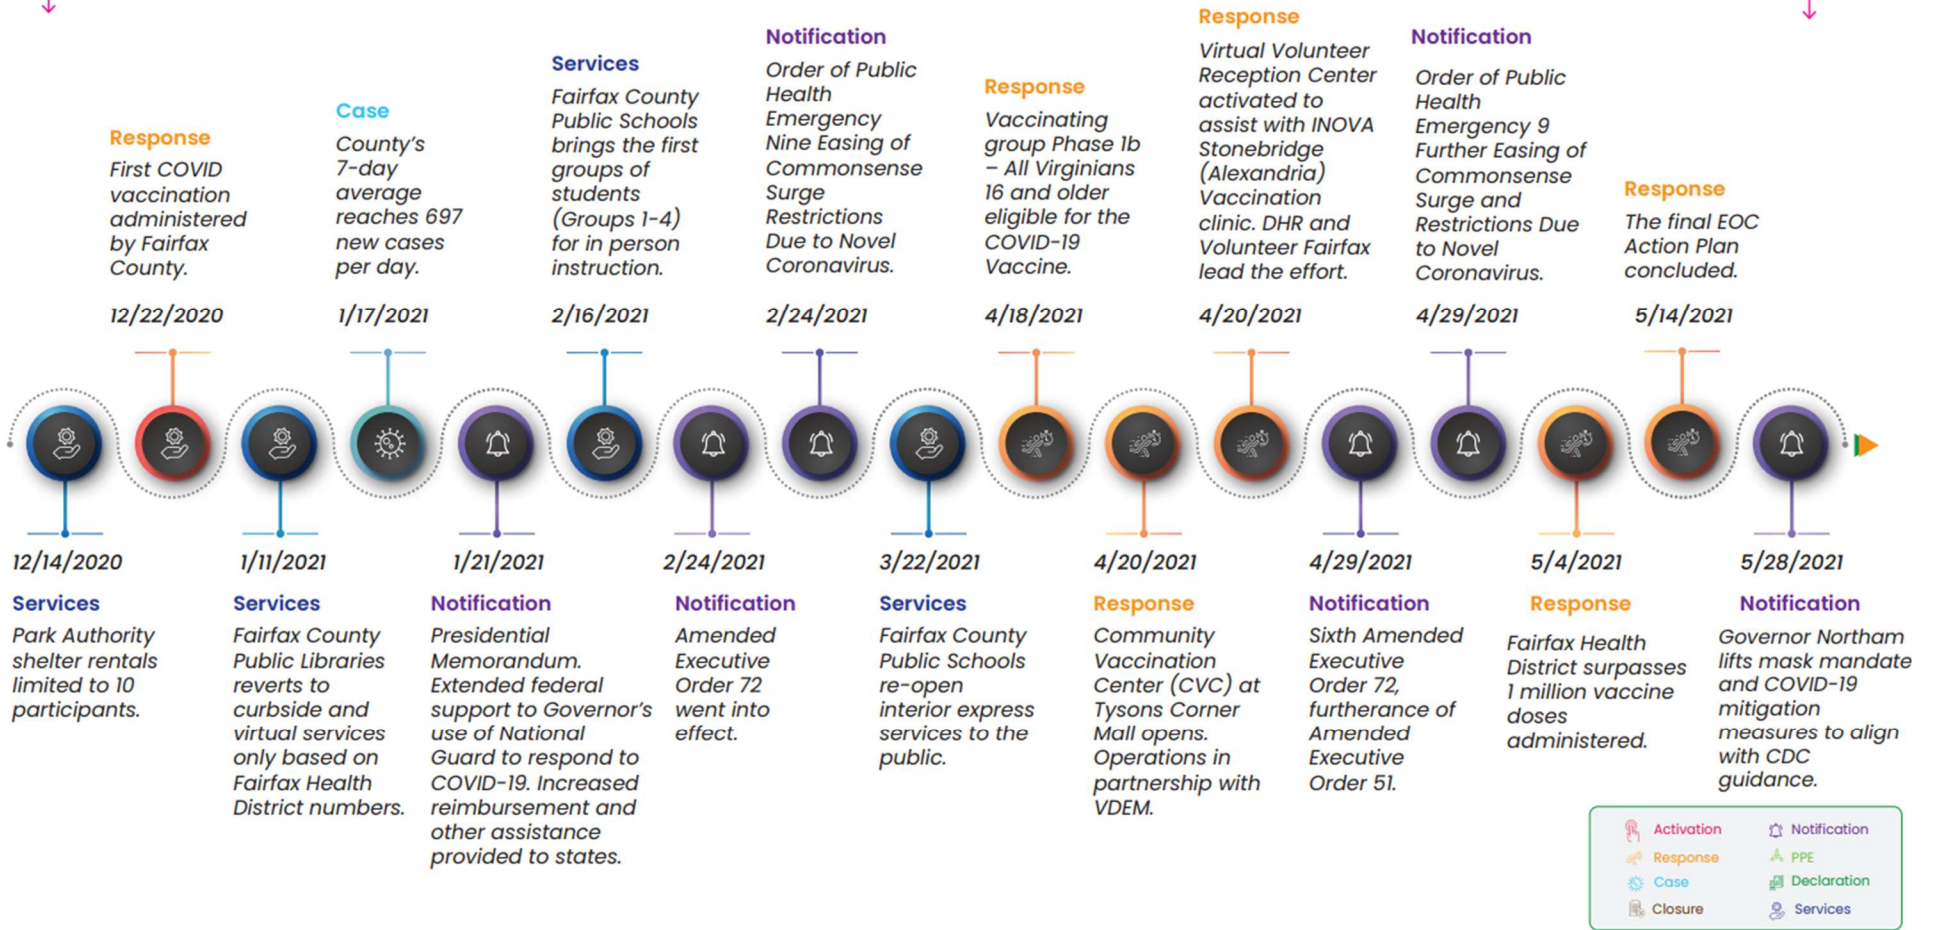 Response
First COVID
vaccination
administered
by Fairfax
County.
12/22/2020
Case
County's
7-day
average
reaches 697
new cases
per day.
1/17/2021
Services
Fairfax County
Public Schools
brings the first
groups of
students
(Groups 1-4)
for in person
instruction.
2/16/2021
Notification
Order of Public
Health
Emergency
Nine Easing of
Commonsense
Surge
Restrictions
Due to Novel
Coronavirus.
2/24/2021
Response
Vaccinating
group Phase 1b
– All Virginians
16 and older
eligible for the
COVID-19
Vaccine.
4/18/2021
Response
Virtual Volunteer
Reception Center
activated to
assist with INOVA
Stonebridge
(Alexandria)
Vaccination
clinic. DHR and
Volunteer Fairfax
lead the effort.
4/20/2021
Notification
Order of Public
Health
Emergency 9
Further Easing of
Commonsense
Surge and
Restrictions Due
to Novel
Coronavirus.
4/29/2021
Response
The final EOC
Action Plan
concluded.
5/14/2021
12/14/2020
Services
Park Authority
shelter rentals
limited to 10
participants.
1/11/2021
Services
Fairfax County
Public Libraries
reverts to
curbside and
virtual services
only based on
Fairfax Health
District numbers.
1/21/2021
Notification
Presidential
Memorandum.
Extended federal
support to Governor's
use of National
Guard to respond to
COVID-19. Increased
reimbursement and
other assistance
provided to states.
2/24/2021
Notification
Amended
Executive
Order 72
went into
effect.
3/22/2021
Services
Fairfax County
Public Schools
re-open
interior express
services to the
public.
4/20/2021
Response
Community
Vaccination
Center (CVC) at
Tysons Corner
Mall opens.
Operations in
partnership with
VDEM.
4/29/2021
Notification
Sixth Amended
Executive
Order 72,
furtherance of
Amended
Executive
Order 51.
5/4/2021
Response
Fairfax Health
District surpasses
1 million vaccine
doses
administered.
5/28/2021
Notification
Governor Northam
lifts mask mandate
and COVID-19
mitigation
measures to align
with CDC
guidance.
Activation
Response
Case
Closure
Notification
PPE
Declaration
Services